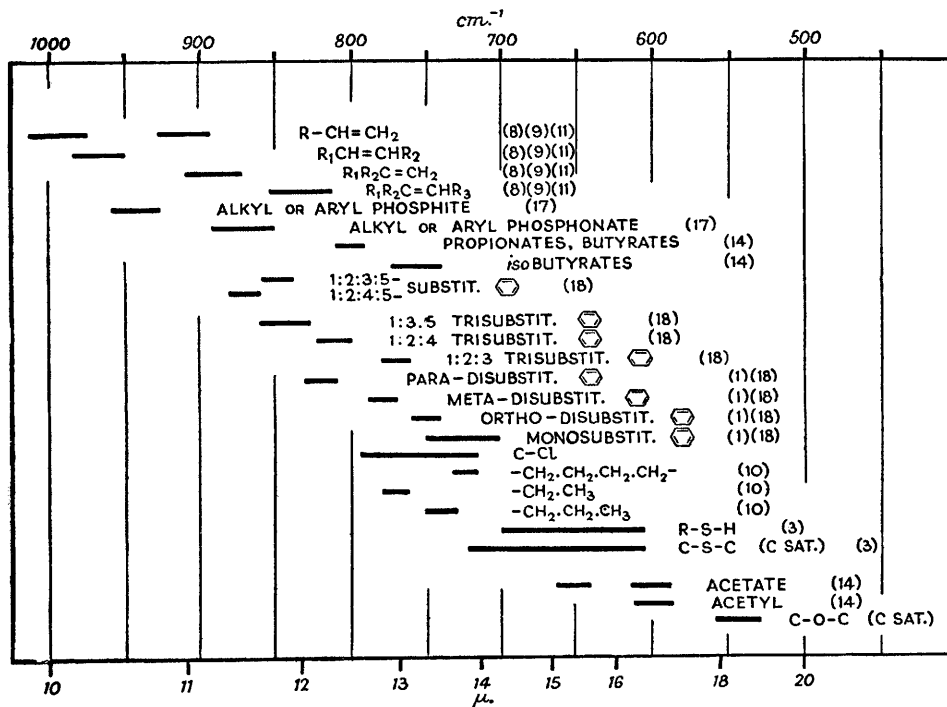 cm.⁻¹
1000 900 800 700 600 500
R–CH=CH₂ (8)(9)(11)
R₁CH=CHR₂ (8)(9)(11)
R₁R₂C=CH₂ (8)(9)(11)
R₁R₂C=CHR₃ (8)(9)(11)
ALKYL OR ARYL PHOSPHITE (17)
ALKYL OR ARYL PHOSPHONATE (17)
PROPIONATES, BUTYRATES (14)
isoBUTYRATES (14)
1:2:3:5–
1:2:4:5– SUBSTIT. (18)
1:3.5 TRISUBSTIT. (18)
1:2:4 TRISUBSTIT. (18)
1:2:3 TRISUBSTIT. (18)
PARA–DISUBSTIT. (1)(18)
META–DISUBSTIT. (1)(18)
ORTHO–DISUBSTIT. (1)(18)
MONOSUBSTIT. (1)(18)
C–Cl
–CH₂.CH₂.CH₂.CH₂– (10)
–CH₂.CH₃ (10)
–CH₂.CH₂.CH₃ (10)
R–S–H (3)
C–S–C (C SAT.) (3)
ACETATE (14)
ACETYL (14)
C–O–C (C SAT.)
10 11 12 13 14 15 16 18 20
μ.